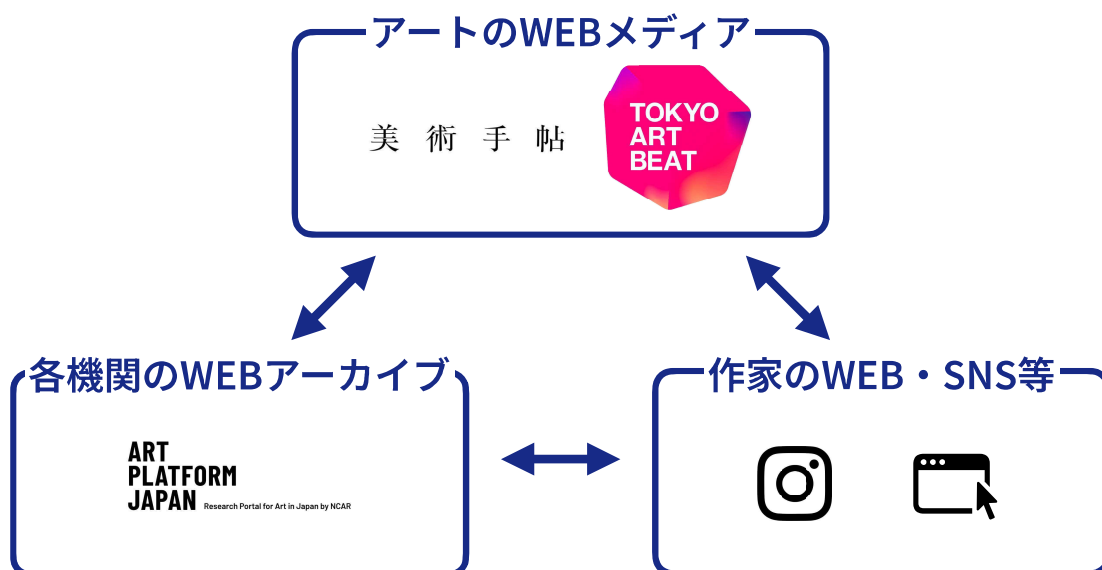 アートのWEBメディア
美術手帖
TOKYO
ART
BEAT
各機関のWEBアーカイブ
ART
PLATFORM
JAPAN Research Portal for Art in Japan by NCAR
作家のWEB・SNS等